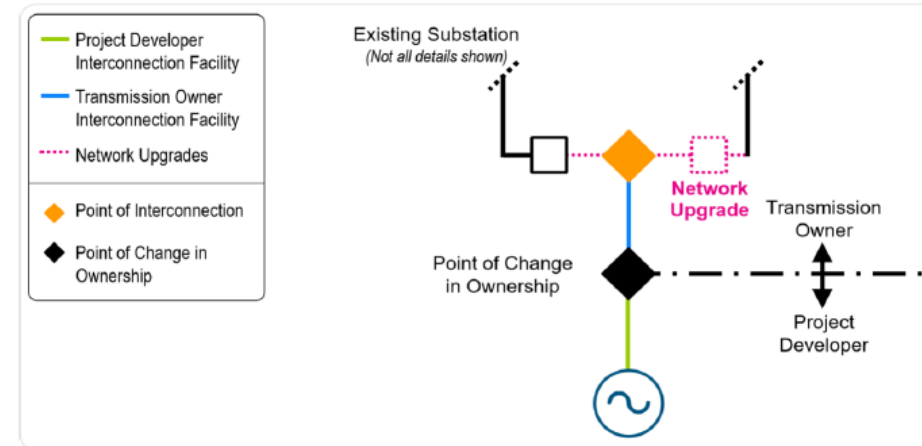 Project Developer
Interconnection Facility
Transmission Owner
Interconnection Facility
Network Upgrades
Point of Interconnection
Point of Change in
Ownership
Existing Substation
(Not all details shown)
Network
Upgrade
Transmission
Owner
Point of Change
in Ownership
Project
Developer